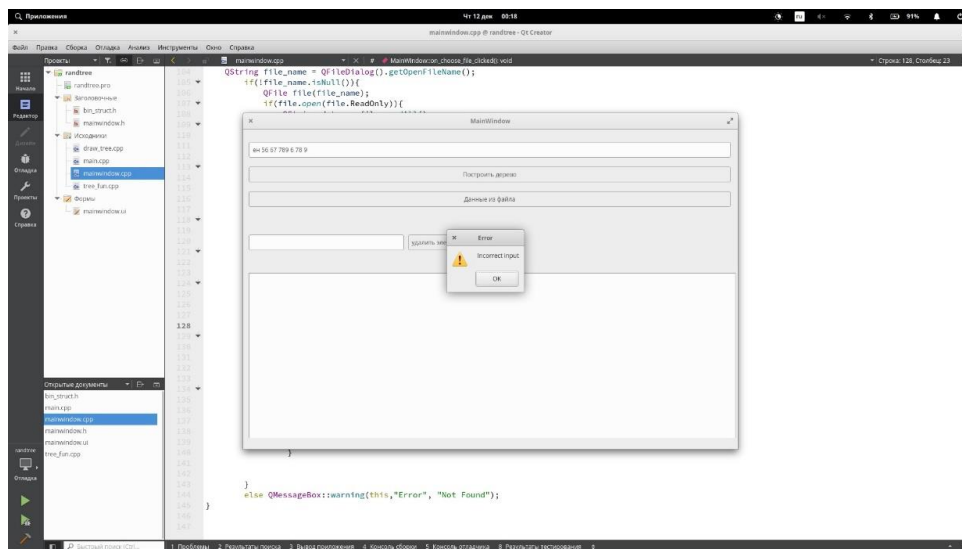 Приложения
Чт 12 дек 00:18
ru
91%
mainwindow.cpp @ randtree - Qt Creator
Файл Правка Сборка Отладка Анализ Инструменты Окно Справка
Проекты
mainwindow.cpp
MainWindow::on_choose_file_clicked(): void
Строка: 128, Столбец: 23
Начало
Редактор
Дизайн
Отладка
Проекты
Справка
randtree
randtree.pro
Заголовочные
bin_struct.h
mainwindow.h
Исходники
draw_tree.cpp
main.cpp
mainwindow.cpp
tree_fun.cpp
Формы
mainwindow.ui
Открытые документы
bin_struct.h
main.cpp
mainwindow.cpp
mainwindow.h
mainwindow.ui
tree_fun.cpp
randtree
Отладка
QString file_name = QFileDialog().getOpenFileName();
if(!file_name.isNull()){
QFile file(file_name);
if(file.open(file.ReadOnly)){
MainWindow
вн 56 67 789 6 78 9
Построить дерево
Данные из файла
удалить
Error
Incorrect input
OK
128
}
}
else QMessageBox::warning(this,"Error", "Not Found");
}
Быстрый поиск (Ctrl...
1 Проблемы 2 Результаты поиска 3 Вывод приложения 4 Консоль сборки 5 Консоль отладчика 8 Результаты тестирования